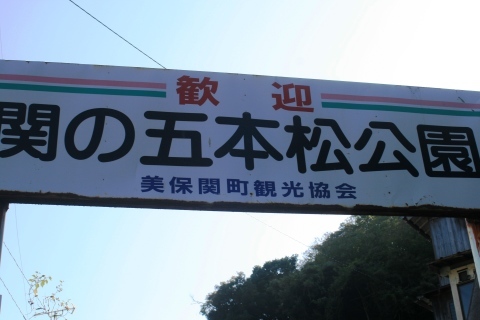 歓迎
関の五本松公園
美保関町観光協会